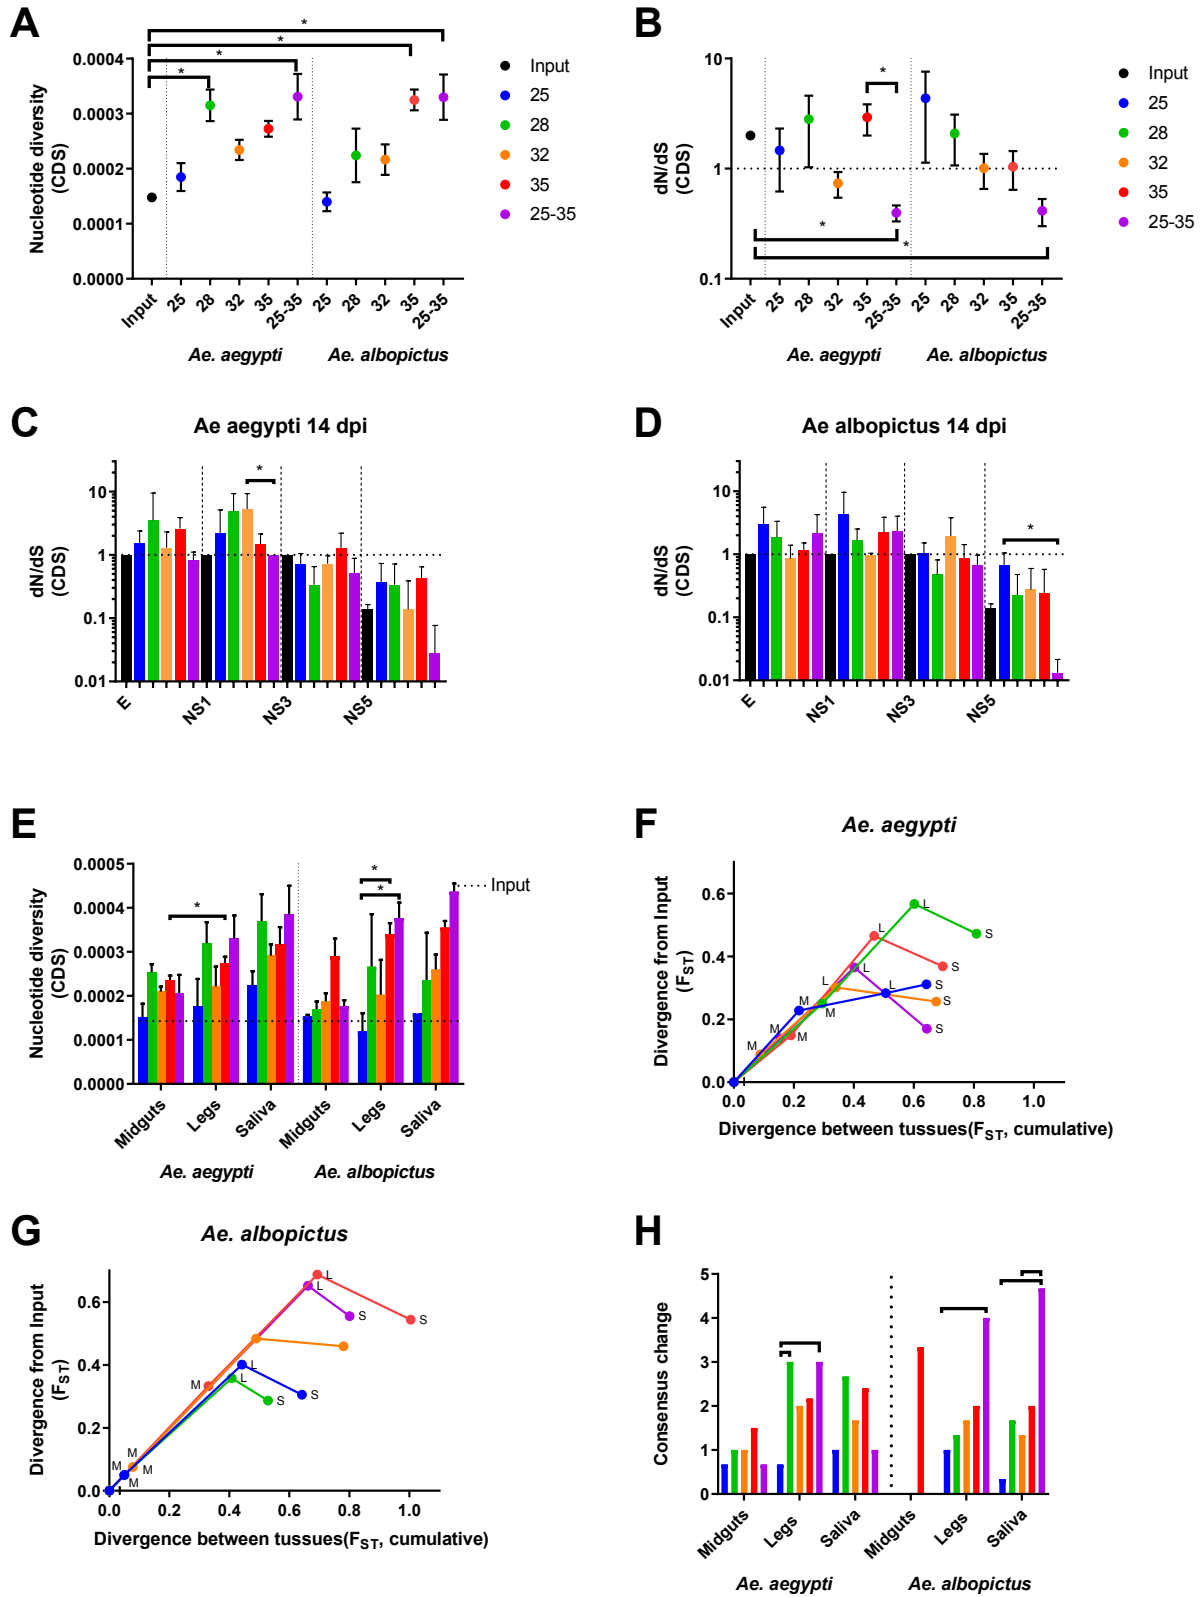 A
Nucleotide diversity
(CDS)
0.0004
0.0003
0.0002
0.0001
0.0000
* * * *
Input 25 28 32 35 25-35 25 28 32 35 25-35
Ae. aegypti Ae. albopictus
Input
25
28
32
35
25-35
B
dN/dS
(CDS)
10
1
0.1
* * *
Input 25 28 32 35 25-35 25 28 32 35 25-35
Ae. aegypti Ae. albopictus
Input
25
28
32
35
25-35
C
Ae aegypti 14 dpi
dN/dS
(CDS)
10
1
0.1
0.01
*
E NS1 NS3 NS5
D
Ae albopictus 14 dpi
dN/dS
(CDS)
10
1
0.1
0.01
*
E NS1 NS3 NS5
E
Nucleotide diversity
(CDS)
0.0005
0.0004
0.0003
0.0002
0.0001
0.0000
* * *
Input
Midguts Legs Saliva Midguts Legs Saliva
Ae. aegypti Ae. albopictus
F
Ae. aegypti
Divergence from Input
(FST)
0.6
0.4
0.2
0.0
M M M M
L L L L
S S S S S
0.0 0.2 0.4 0.6 0.8 1.0
Divergence between tussues(FST, cumulative)
G
Ae. albopictus
Divergence from Input
(FST)
0.6
0.4
0.2
0.0
M M M M M
L L L L
S S S S
0.0 0.2 0.4 0.6 0.8 1.0
Divergence between tussues(FST, cumulative)
H
Consensus change
5
4
3
2
1
0
Midguts Legs Saliva Midguts Legs Saliva
Ae. aegypti Ae. albopictus